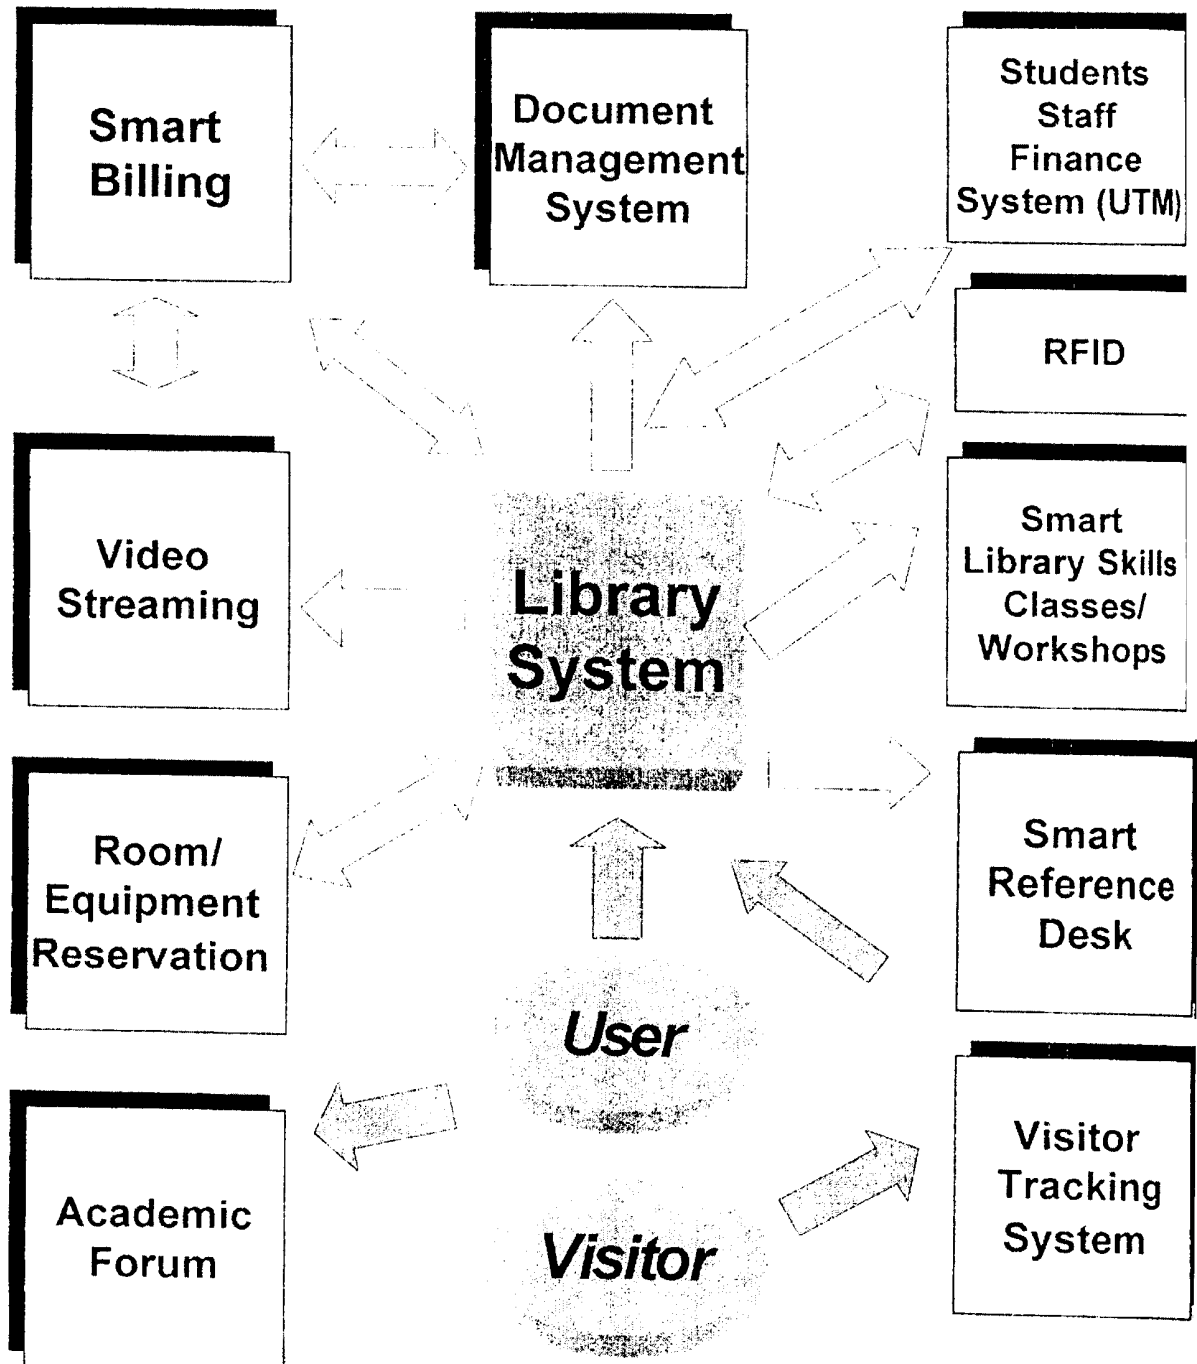 Smart
Billing
Document
Management
System
Students
Staff
Finance
System (UTM)
RFID
Video
Streaming
Library
System
Smart
Library Skills
Classes/
Workshops
Room/
Equipment
Reservation
Smart
Reference
Desk
User
Academic
Forum
Visitor
Visitor
Tracking
System